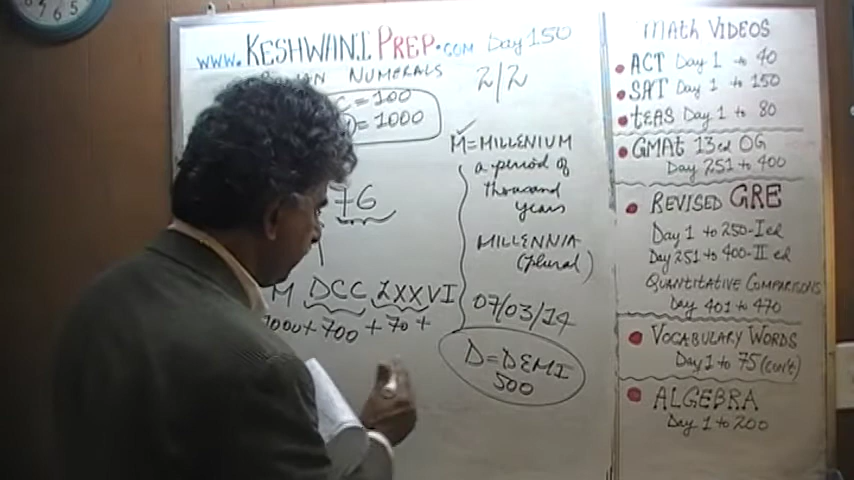 www.KESHWANI PREP.com Day 150
NUMERALS 2/2
C = 100
= 1000
76
M DCC LXXVI
1000+ 700 + 70 +
M = MILLENIUM
a period of
thousand
years
MILLENNIA
(plural)
07/03/14
D = DEMI
500
Math VIDEOS
ACT Day 1 to 40
SAT Day 1 to 150
tEAS Day 1 to 80
GMAt 13 ed OG
Day 251 to 400
REVISED GRE
Day 1 to 250-I ed
Day 251 to 400-II ed
QUANTITATIVE COMPARISONS
Day 401 to 470
VOCABULARY WORDS
Day 1 to 75 (con't)
ALGEBRA
Day 1 to 200